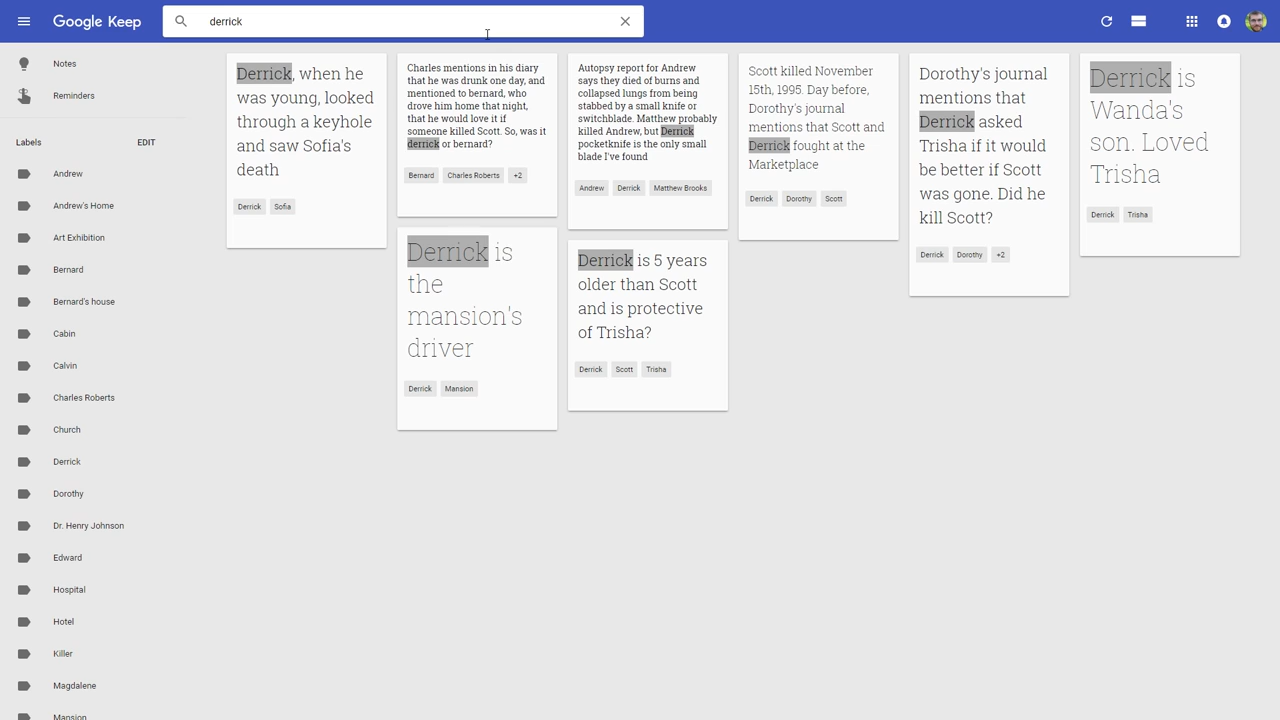 Google Keep
derrick
Notes
Reminders
Labels
EDIT
Andrew
Andrew's Home
Art Exhibition
Bernard
Bernard's house
Cabin
Calvin
Charles Roberts
Church
Derrick
Dorothy
Dr. Henry Johnson
Edward
Hospital
Hotel
Killer
Magdalene
Mansion
Derrick, when he
was young, looked
through a keyhole
and saw Sofia's
death
Derrick
Sofia
Charles mentions in his diary
that he was drunk one day, and
mentioned to bernard, who
drove him home that night,
that he would love it if
someone killed Scott. So, was it
derrick or bernard?
Bernard
Charles Roberts
+2
Derrick is
the
mansion's
driver
Derrick
Mansion
Autopsy report for Andrew
says they died of burns and
collapsed lungs from being
stabbed by a small knife or
switchblade. Matthew probably
killed Andrew, but Derrick
pocketknife is the only small
blade I've found
Andrew
Derrick
Matthew Brooks
Derrick is 5 years
older than Scott
and is protective
of Trisha?
Derrick
Scott
Trisha
Scott killed November
15th, 1995. Day before,
Dorothy's journal
mentions that Scott and
Derrick fought at the
Marketplace
Derrick
Dorothy
Scott
Dorothy's journal
mentions that
Derrick asked
Trisha if it would
be better if Scott
was gone. Did he
kill Scott?
Derrick
Dorothy
+2
Derrick is
Wanda's
son. Loved
Trisha
Derrick
Trisha